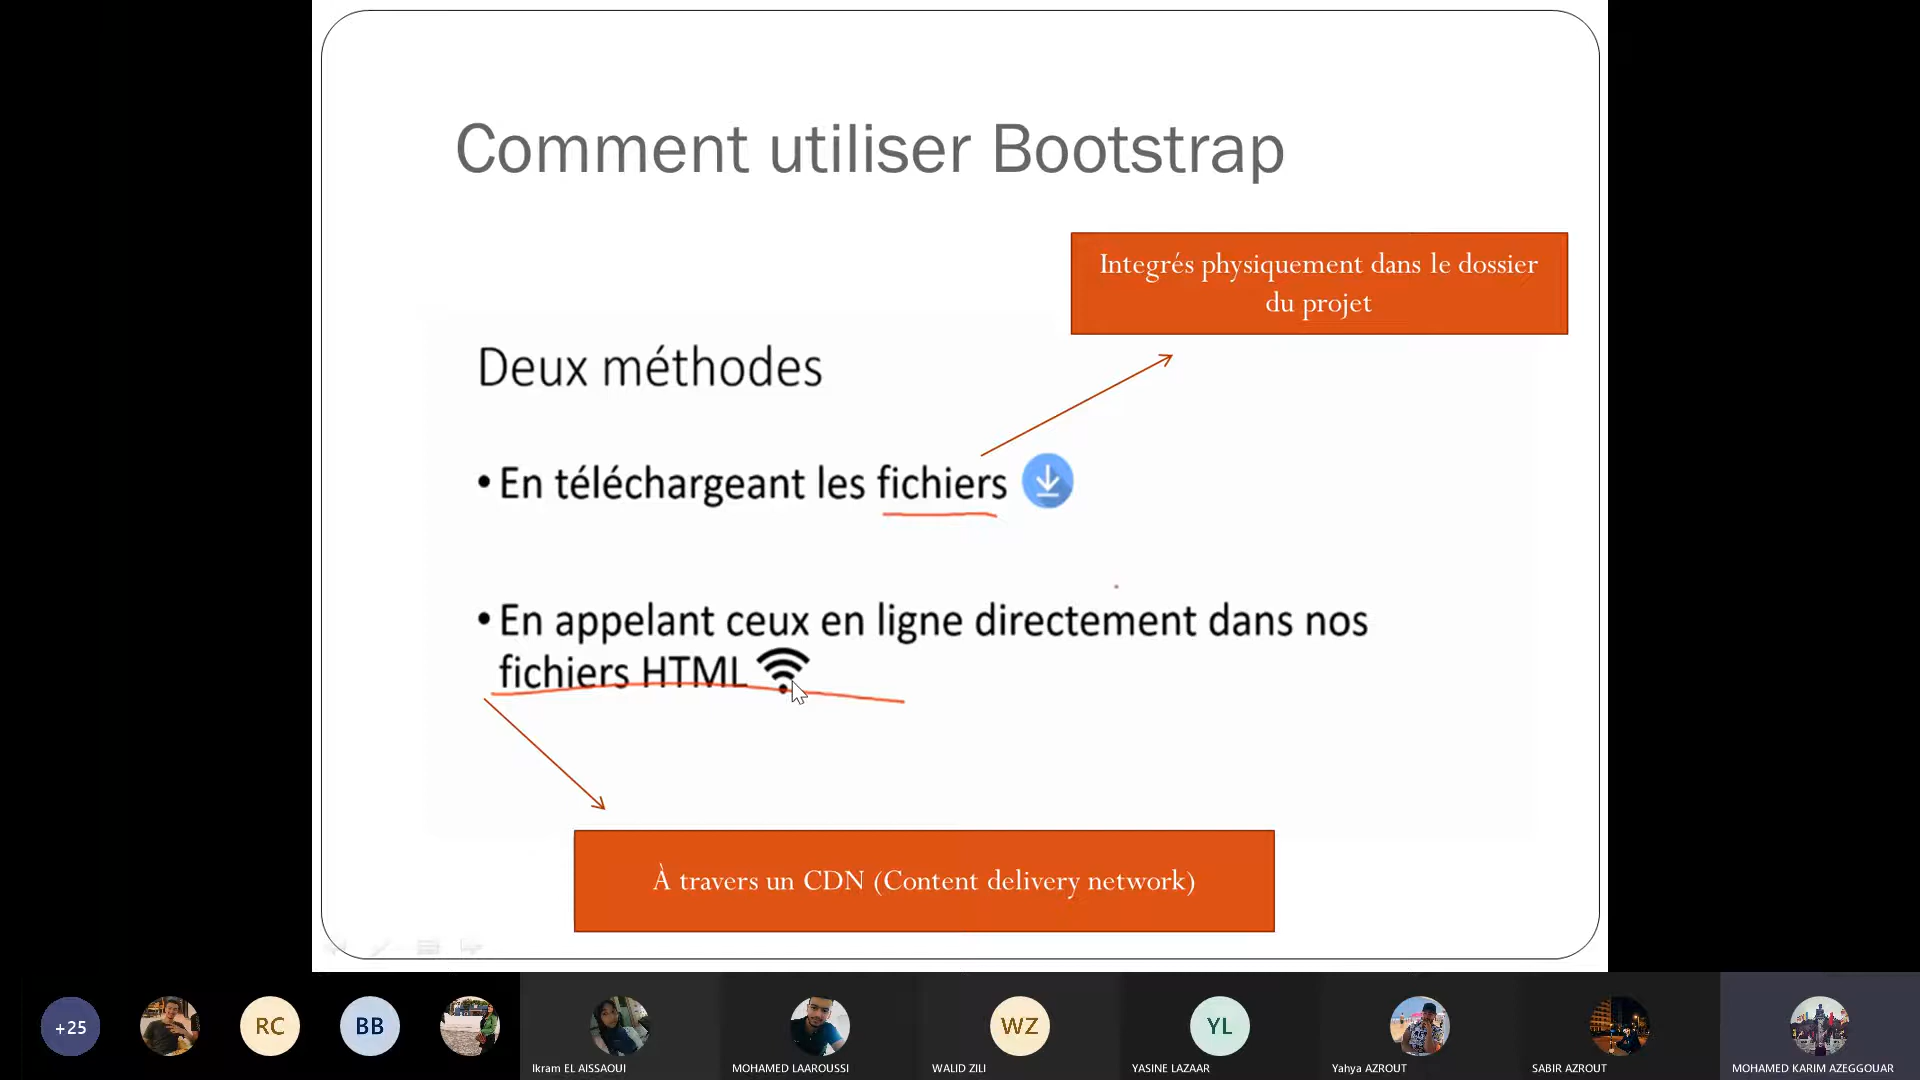 Comment utiliser Bootstrap
Integrés physiquement dans le dossier
du projet
Deux méthodes
• En téléchargeant les fichiers
• En appelant ceux en ligne directement dans nos
fichiers HTML
À travers un CDN (Content delivery network)
+25
RC
BB
WZ
YL
Ikram EL AISSAOUI
MOHAMED LAAROUSSI
WALID ZILI
YASINE LAZAAR
Yahya AZROUT
SABIR AZROUT
MOHAMED KARIM AZEGGOUAR